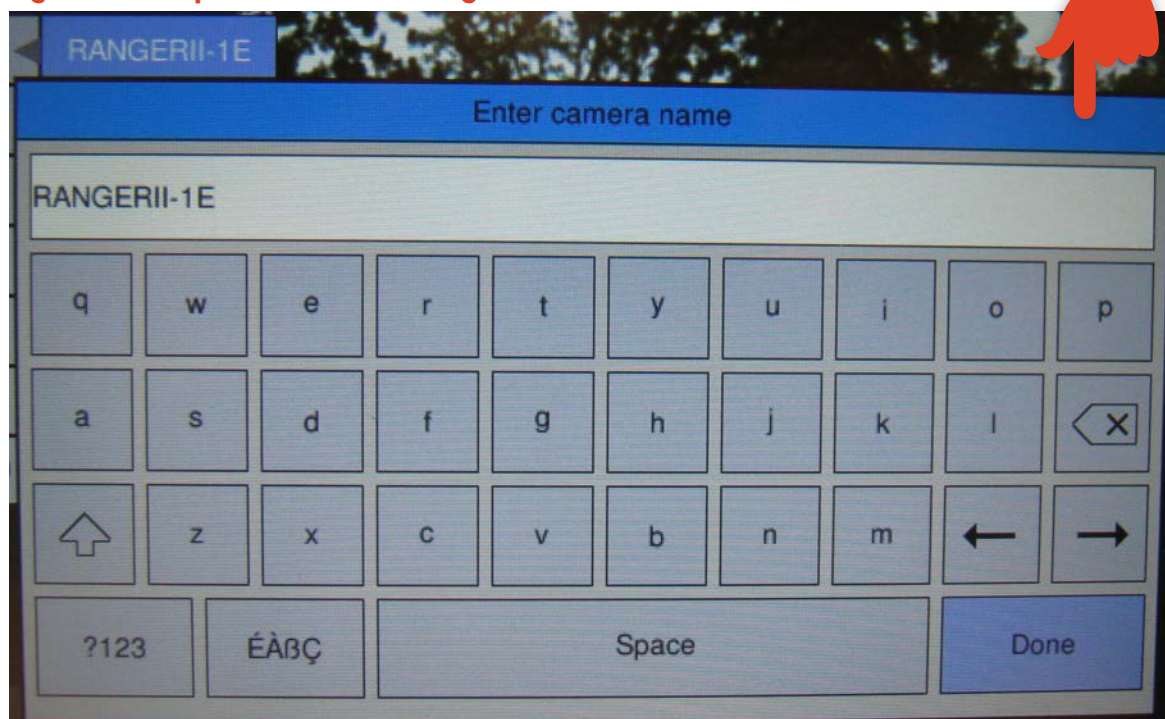 RANGERII-1E
Enter camera name
RANGERII-1E
q w e r t y u i o p
a s d f g h j k l
z x c v b n m
?123 ÉÀßÇ Space Done